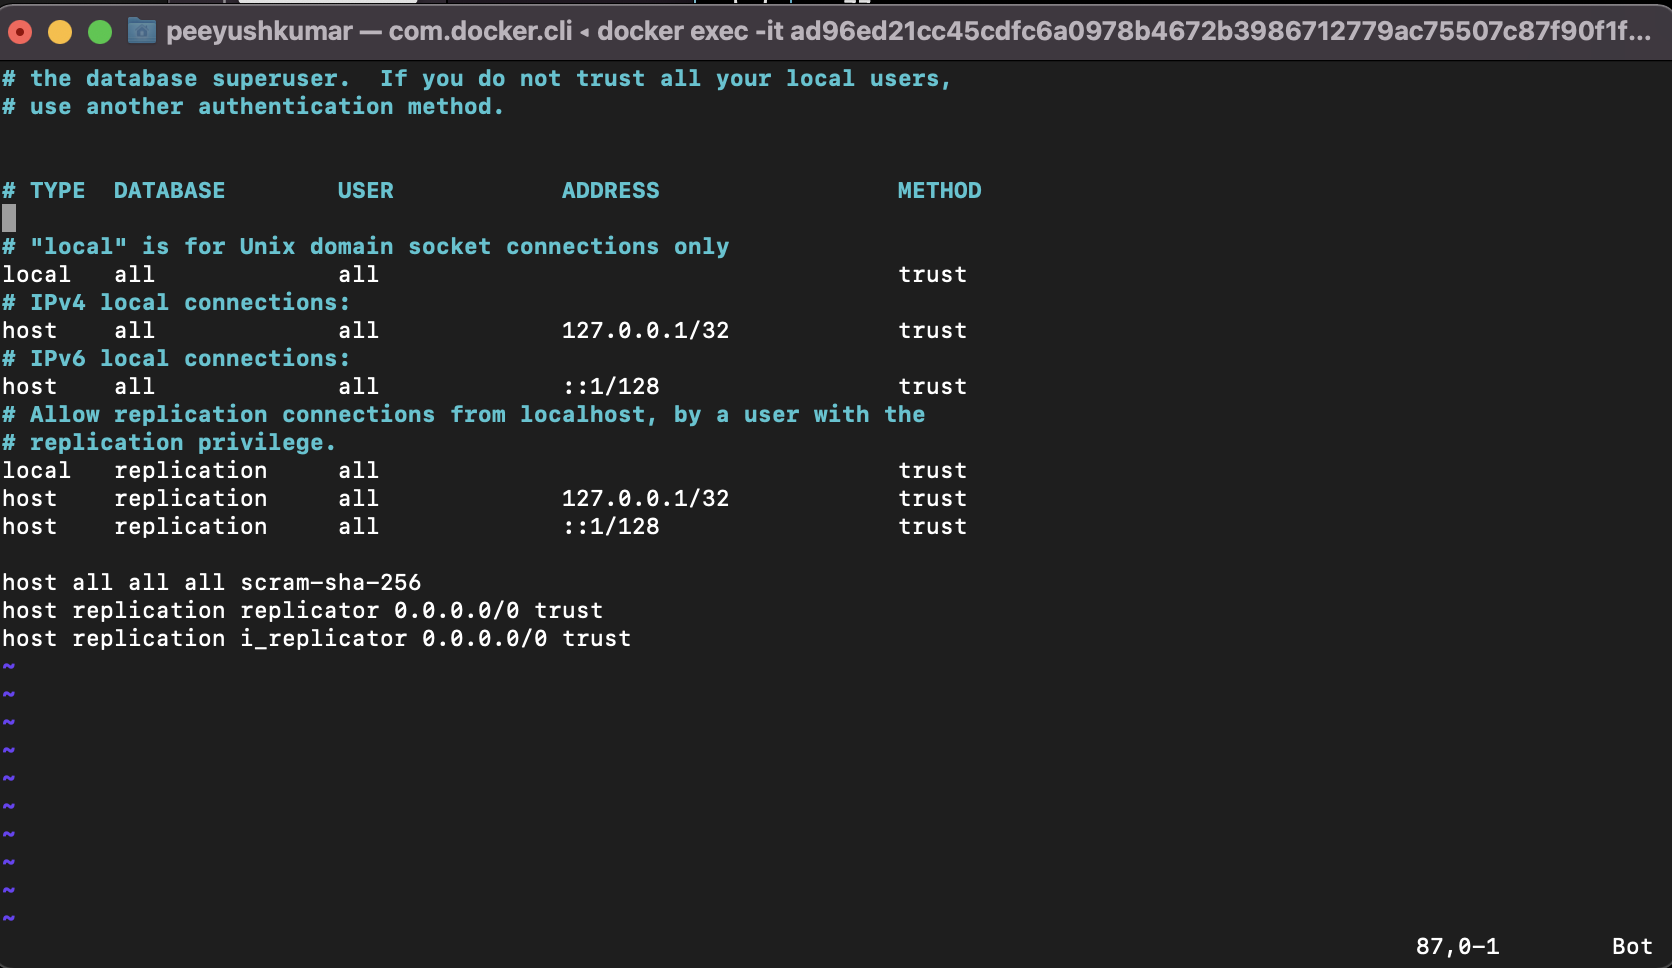 peeyushkumar — com.docker.cli ◂ docker exec -it ad96ed21cc45cdfc6a0978b4672b3986712779ac75507c87f90f1f...
# the database superuser.  If you do not trust all your local users,
# use another authentication method.
# TYPE  DATABASE        USER            ADDRESS                 METHOD
# "local" is for Unix domain socket connections only
local   all             all                                     trust
# IPv4 local connections:
host    all             all             127.0.0.1/32            trust
# IPv6 local connections:
host    all             all             ::1/128                 trust
# Allow replication connections from localhost, by a user with the
# replication privilege.
local   replication     all                                     trust
host    replication     all             127.0.0.1/32            trust
host    replication     all             ::1/128                 trust
host all all all scram-sha-256
host replication replicator 0.0.0.0/0 trust
host replication i_replicator 0.0.0.0/0 trust
~
~
~
~
~
~
~
~
~
~
87,0-1        Bot